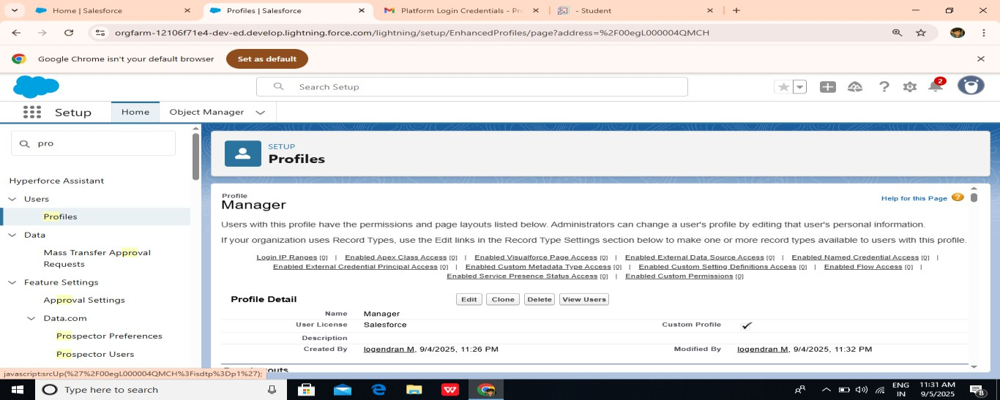 Home | Salesforce
Profiles | Salesforce
Platform Login Credentials - Pro
- Student
orgfarm-12106f71e4-dev-ed.develop.lightning.force.com/lightning/setup/EnhancedProfiles/page?address=%2F00egL000004QMCH
Google Chrome isn't your default browser
Set as default
Search Setup
2
Setup
Home
Object Manager
pro
SETUP
Profiles
Hyperforce Assistant
Users
Profiles
Data
Mass Transfer Approval
Requests
Feature Settings
Approval Settings
Data.com
Prospector Preferences
Prospector Users
Profile
Manager
Help for this Page
Users with this profile have the permissions and page layouts listed below. Administrators can change a user's profile by editing that user's personal information.
If your organization uses Record Types, use the Edit links in the Record Type Settings section below to make one or more record types available to users with this profile.
Login IP Ranges [0] | Enabled Apex Class Access [0] | Enabled Visualforce Page Access [0] | Enabled External Data Source Access [0] | Enabled Named Credential Access [0] |
Enabled External Credential Principal Access [0] | Enabled Custom Metadata Type Access [0] | Enabled Custom Setting Definitions Access [0] | Enabled Flow Access [0] |
Enabled Service Presence Status Access [0] | Enabled Custom Permissions [0]
Profile Detail
Edit Clone Delete View Users
Name Manager
User License Salesforce Custom Profile
Description
Created By logendran M, 9/4/2025, 11:26 PM Modified By logendran M, 9/4/2025, 11:32 PM
javascript:srcUp(%27%2F00egL000004QMCH%3Fisdtp%3Dp1%27);
Type here to search
ENG
IN
11:31 AM
9/5/2025
8